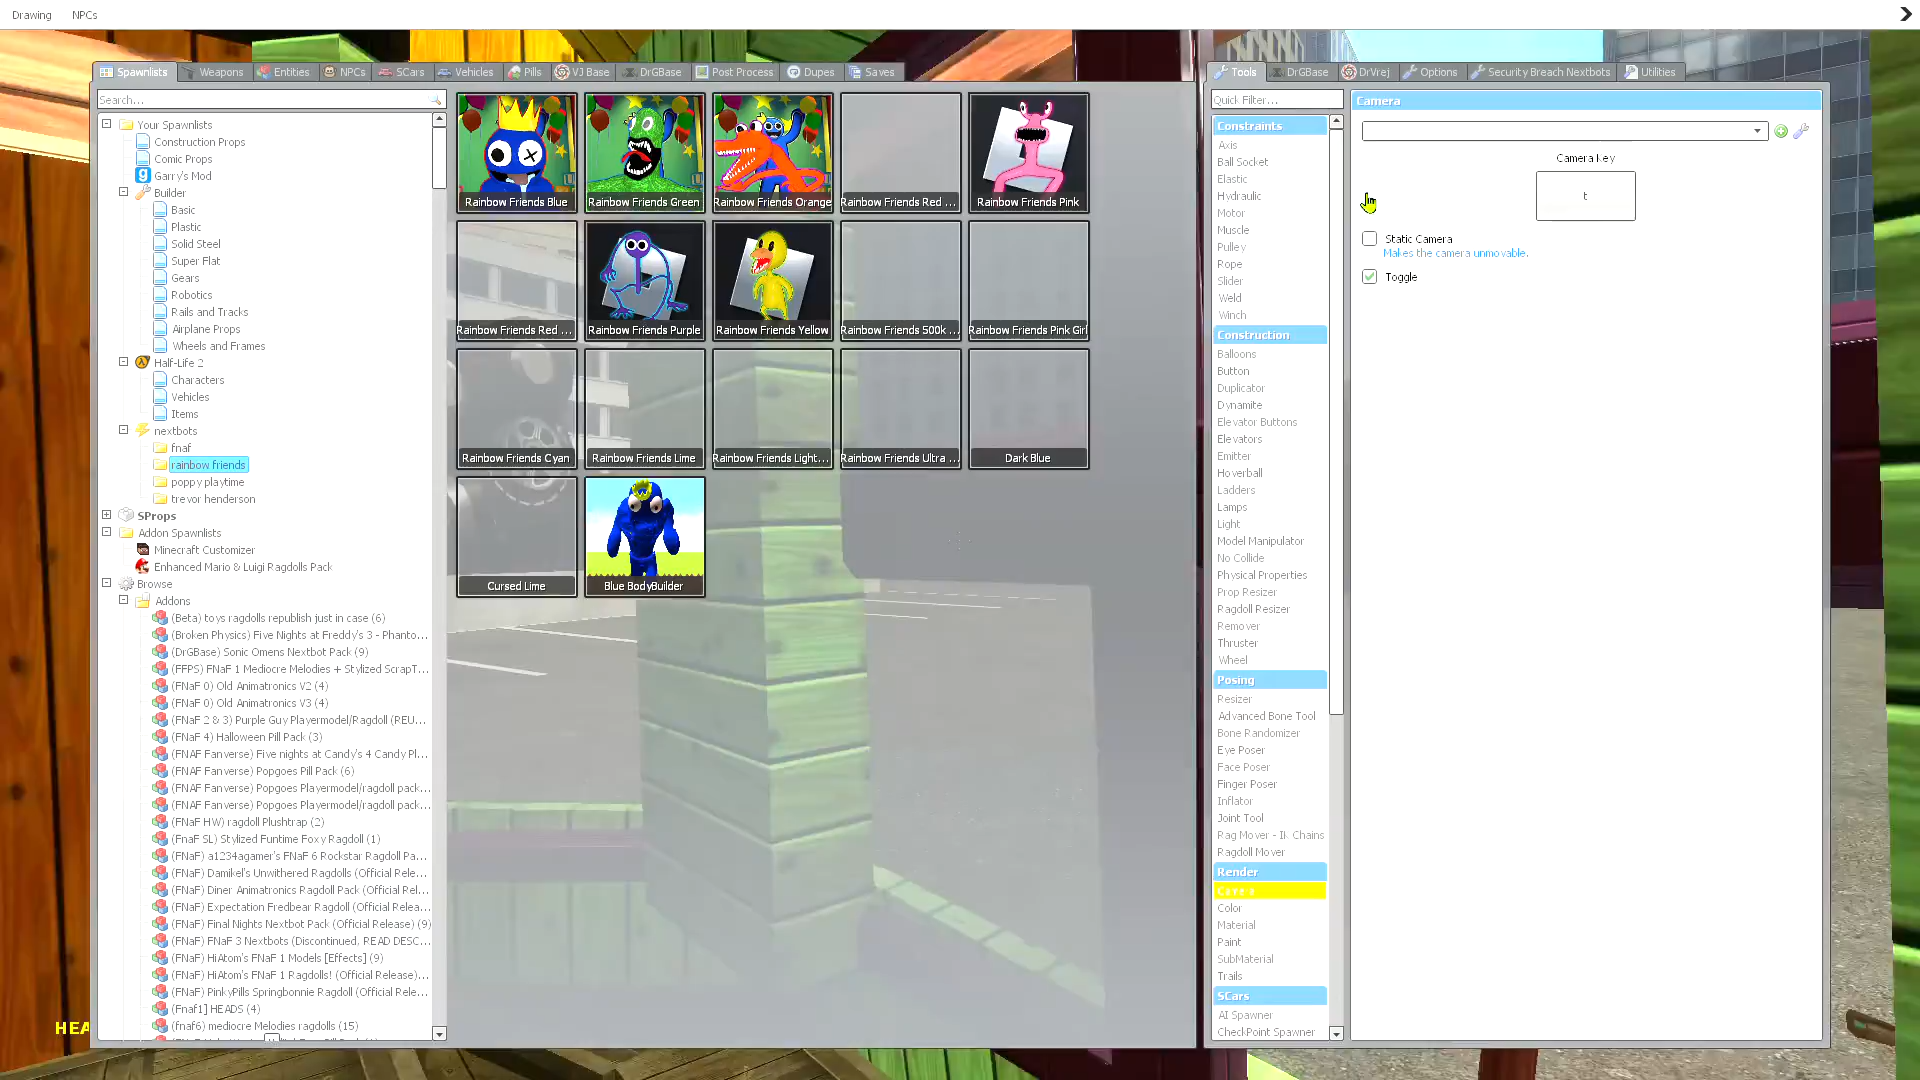 Drawing NPCs
Spawnlists Weapons Entities NPCs SCars Vehicles Pills VJ Base DrGBase Post Process Dupes Saves
Search...
Your Spawnlists
Construction Props
Comic Props
Garry's Mod
Builder
Basic
Plastic
Solid Steel
Super Flat
Gears
Robotics
Rails and Tracks
Airplane Props
Wheels and Frames
Half-Life 2
Characters
Vehicles
Items
nextbots
fnaf
rainbow friends
poppy playtime
trevor henderson
SProps
Addon Spawnlists
Minecraft Customizer
Enhanced Mario & Luigi Ragdolls Pack
Browse
Addons
(Beta) toys ragdolls republish just in case (6)
(Broken Physics) Five Nights at Freddy's 3 - Phanto...
(DrGBase) Sonic Omens Nextbot Pack (9)
(FFPS) FNaF 1 Mediocre Melodies + Stylized ScrapT...
(FNaF 0) Old Animatronics V2 (4)
(FNaF 0) Old Animatronics V3 (4)
(FNaF 2 & 3) Purple Guy Playermodel/Ragdoll (REU...
(FNaF 4) Halloween Pill Pack (3)
(FNAF Fanverse) Five nights at Candy's 4 Candy Pl...
(FNAF Fanverse) Popgoes Pill Pack (6)
(FNAF Fanverse) Popgoes Playermodel/ragdoll pack...
(FNAF Fanverse) Popgoes Playermodel/ragdoll pack...
(FNaF HW) ragdoll Plushtrap (2)
(FnaF SL) Stylized Funtime Foxy Ragdoll (1)
(FNaF) a1234agamer's FNaF 6 Rockstar Ragdoll Pa...
(FNaF) Damikel's Unwithered Ragdolls (Official Rele...
(FNaF) Diner Animatronics Ragdoll Pack (Official Rel...
(FNaF) Expectation Fredbear Ragdoll (Official Relea...
(FNaF) Final Nights Nextbot Pack (Official Release) (9)
(FNaF) FNaF 3 Nextbots (Discontinued, READ DESC...
(FNaF) HiAtom's FNaF 1 Models [Effects] (9)
(FNaF) HiAtom's FNaF 1 Ragdolls! (Official Release)...
(FNaF) PinkyPills Springbonnie Ragdoll (Official Rele...
(Fnaf1] HEADS (4)
(fnaf6) mediocre Melodies ragdolls (15)
HEA
Rainbow Friends Blue
Rainbow Friends Green
Rainbow Friends Orange
Rainbow Friends Red ...
Rainbow Friends Pink
Rainbow Friends Red ...
Rainbow Friends Purple
Rainbow Friends Yellow
Rainbow Friends 500k ...
Rainbow Friends Pink Girl
Rainbow Friends Cyan
Rainbow Friends Lime
Rainbow Friends Light...
Rainbow Friends Ultra ...
Dark Blue
Cursed Lime
Blue BodyBuilder
Tools DrGBase DrVrej Options Security Breach Nextbots Utilities
Quick Filter...
Constraints
Axis
Ball Socket
Elastic
Hydraulic
Motor
Muscle
Pulley
Rope
Slider
Weld
Winch
Construction
Balloons
Button
Duplicator
Dynamite
Elevator Buttons
Elevators
Emitter
Hoverball
Ladders
Lamps
Light
Model Manipulator
No Collide
Physical Properties
Prop Resizer
Ragdoll Resizer
Remover
Thruster
Wheel
Posing
Resizer
Advanced Bone Tool
Bone Randomizer
Eye Poser
Face Poser
Finger Poser
Inflator
Joint Tool
Rag Mover - Ik Chains
Ragdoll Mover
Render
Camera
Color
Material
Paint
SubMaterial
Trails
SCars
AI Spawner
CheckPoint Spawner
Camera
Camera Key
t
Static Camera
Makes the camera unmovable.
Toggle